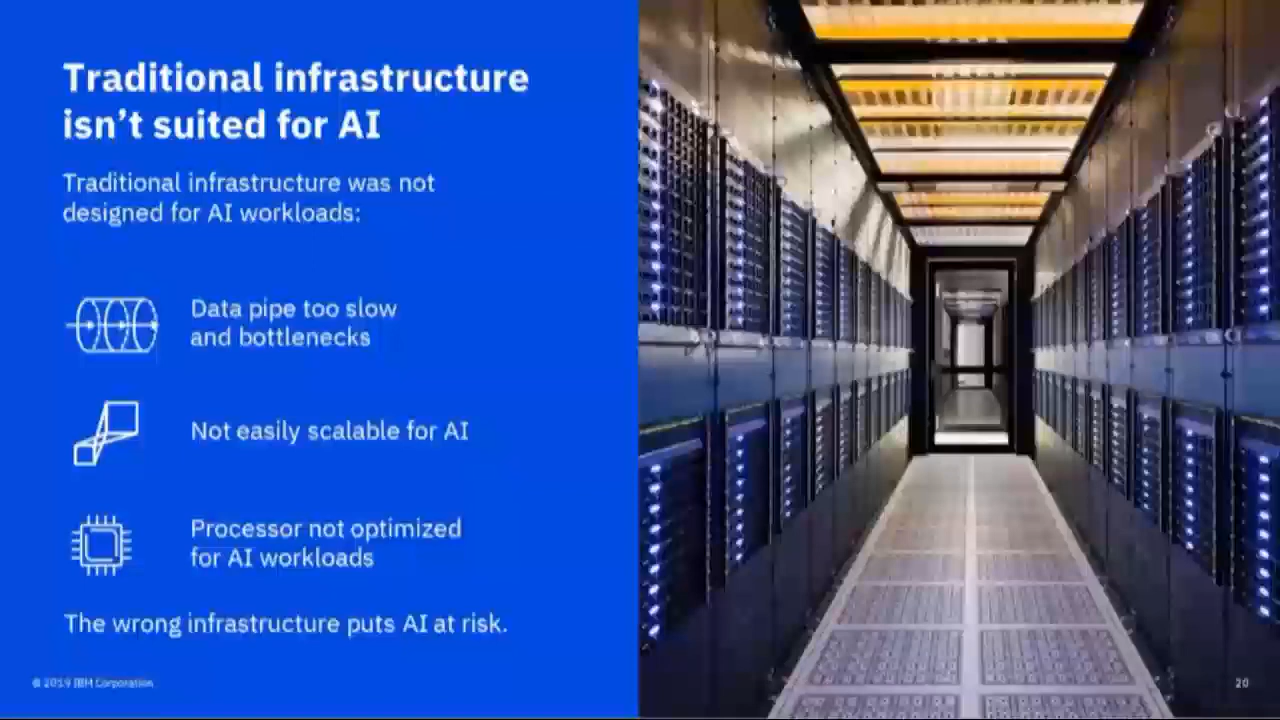 Traditional infrastructure
isn't suited for AI
Traditional infrastructure was not
designed for AI workloads:
Data pipe too slow
and bottlenecks
Not easily scalable for AI
Processor not optimized
for AI workloads
The wrong infrastructure puts AI at risk.
© 2019 IBM Corporation
20